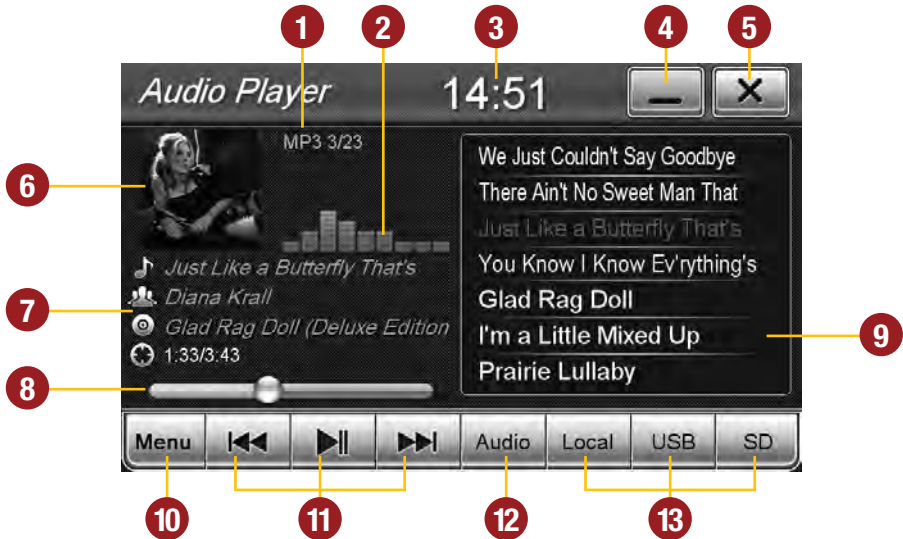 1 2 3 4 5
Audio Player 14:51
MP3 3/23
6
Just Like a Butterfly That's
Diana Krall
7
Glad Rag Doll (Deluxe Edition
1:33/3:43
8
We Just Couldn't Say Goodbye
There Ain't No Sweet Man That
Just Like a Butterfly That's
You Know I Know Ev'rything's
Glad Rag Doll
I'm a Little Mixed Up
9
Prairie Lullaby
Menu Audio Local USB SD
10 11 12 13